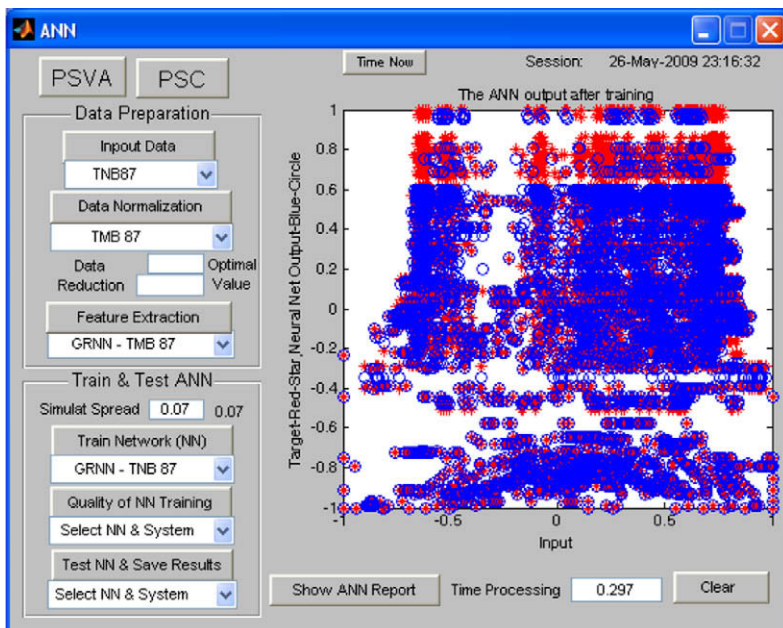 ANN
PSVA
PSC
Time Now
Session: 26-May-2009 23:16:32
Data Preparation
Inpout Data
TNB87
Data Normalization
TMB 87
Data Reduction
Optimal Value
Feature Extraction
GRNN - TMB 87
Train & Test ANN
Simulat Spread 0.07 0.07
Train Network (NN)
GRNN - TNB 87
Quality of NN Training
Select NN & System
Test NN & Save Results
Select NN & System
The ANN output after training
Target-Red-Star,Neural Net Output-Blue-Circle
1
0.8
0.6
0.4
0.2
0
-0.2
-0.4
-0.6
-0.8
-1
-1 -0.5 0 0.5 1
Input
Show ANN Report
Time Processing 0.297
Clear